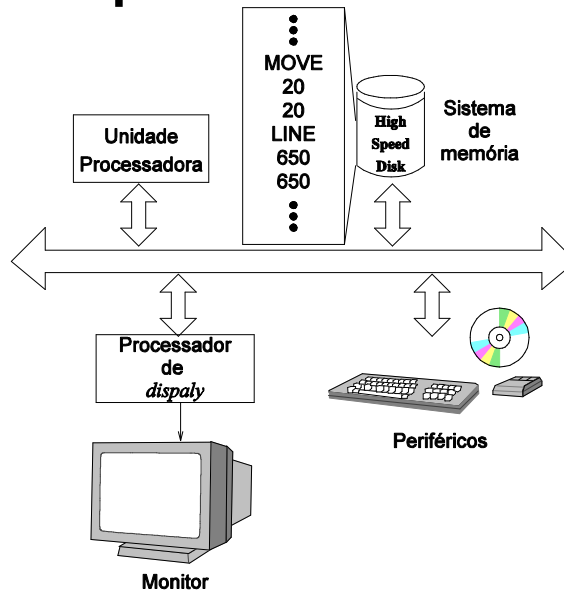 MOVE
20
20
LINE
650
650
High
Speed
Disk
Sistema
de
memória
Unidade
Processadora
Processador
de
dispaly
Periféricos
Monitor